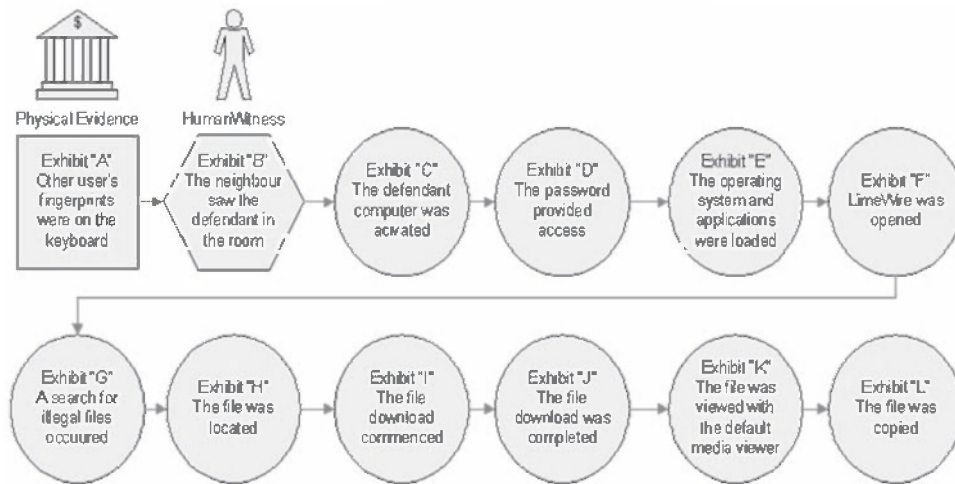 $
Physical Evidence
Human Witness
Exhibit "A"
Other user's
fingerprints
were on the
keyboard
Exhibit "B"
The neighbour
saw the
defendant in
the room
Exhibit "C"
The defendant
computer was
activated
Exhibit "D"
The password
provided
access
Exhibit "E"
The operating
system and
applications
were loaded
Exhibit "F"
LimeWire was
opened
Exhibit "G"
A search for
illegal files
occuured
Exhibit "H"
The file was
located
Exhibit "I"
The file
download
commenced
Exhibit "J"
The file
download was
completed
Exhibit "K"
The file was
viewed with
the default
media viewer
Exhibit "L"
The file was
copied